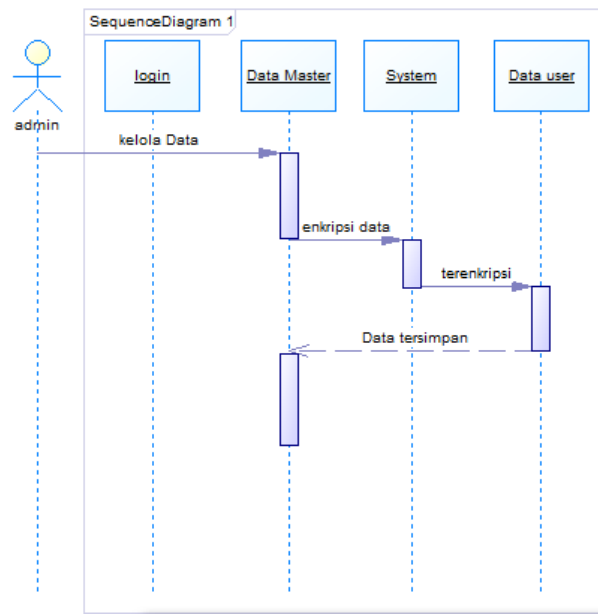 SequenceDiagram 1
login
Data Master
System
Data user
admin
kelola Data
enkripsi data
terenkripsi
Data tersimpan